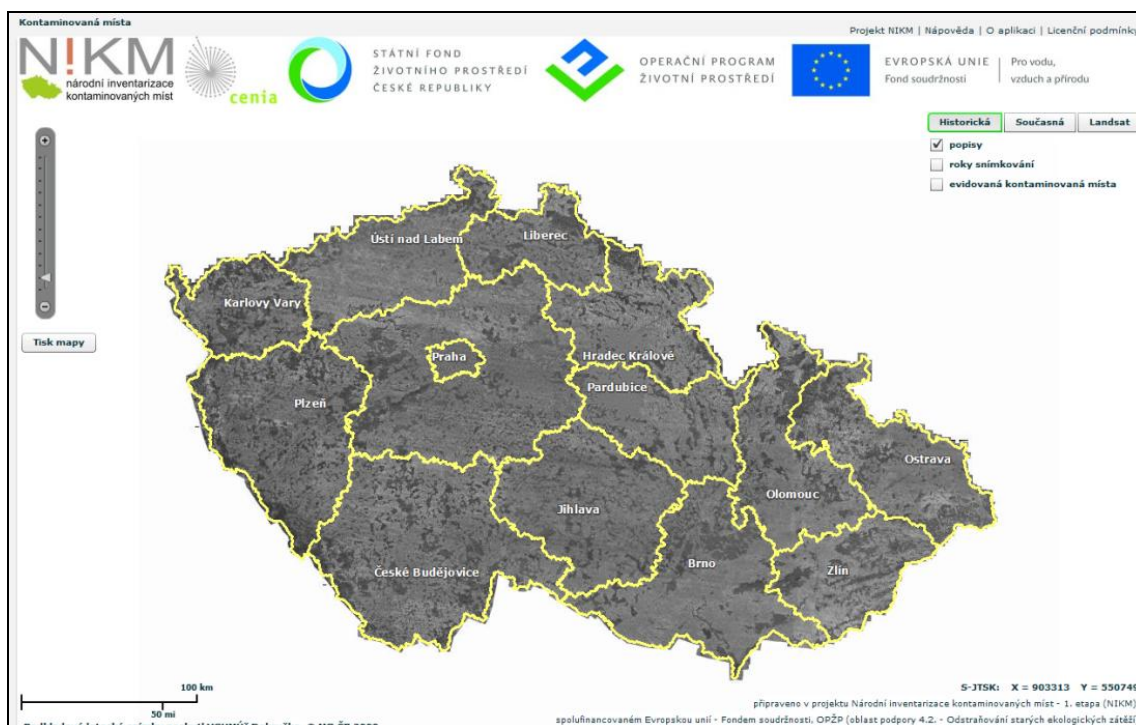 Kontaminovaná místa
Projekt NIKM | Nápověda | O aplikaci | Licenční podmínky
N!KM
národní inventarizace
kontaminovaných míst
cenia
STÁTNÍ FOND
ŽIVOTNÍHO PROSTŘEDÍ
ČESKÉ REPUBLIKY
OPERAČNÍ PROGRAM
ŽIVOTNÍ PROSTŘEDÍ
EVROPSKÁ UNIE
Fond soudržnosti
Pro vodu,
vzduch a přírodu
Historická Současná Landsat
popisy
roky snímkování
evidovaná kontaminovaná místa
Tisk mapy
Ústí nad Labem
Liberec
Karlovy Vary
Praha
Hradec Králové
Pardubice
Plzeň
Ostrava
Olomouc
Jihlava
Brno
Zlín
České Budějovice
100 km
50 mi
S-JTSK: X = 903313 Y = 550749
připraveno v projektu Národní inventarizace kontaminovaných míst - 1. etapa (NIKM)
spolufinancovaném Evropskou unií - Fondem soudržnosti, OPŽP (oblast podpory 4.2. - Odstraňování starých ekologických zátěží)